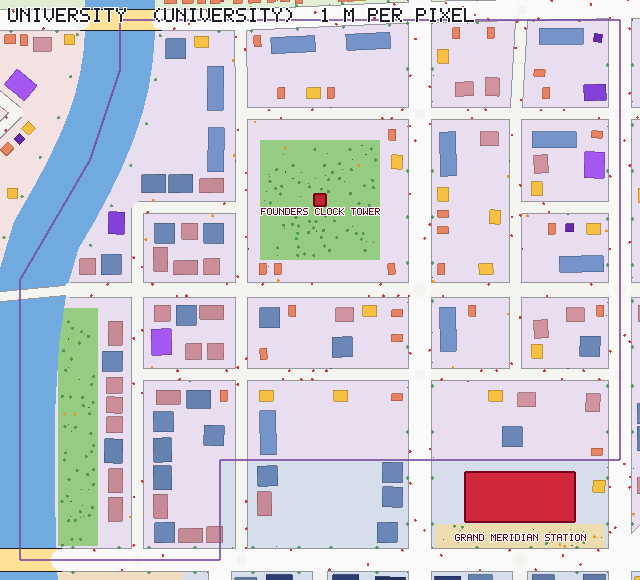 UNIVERSITY (UNIVERSITY) 1 M PER PIXEL
FOUNDERS CLOCK TOWER
GRAND MERIDIAN STATION